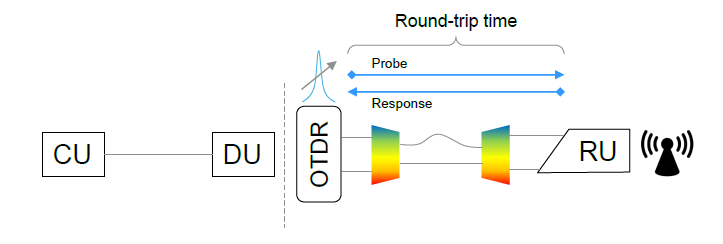 Round-trip time
Probe
Response
CU
DU
OTDR
RU